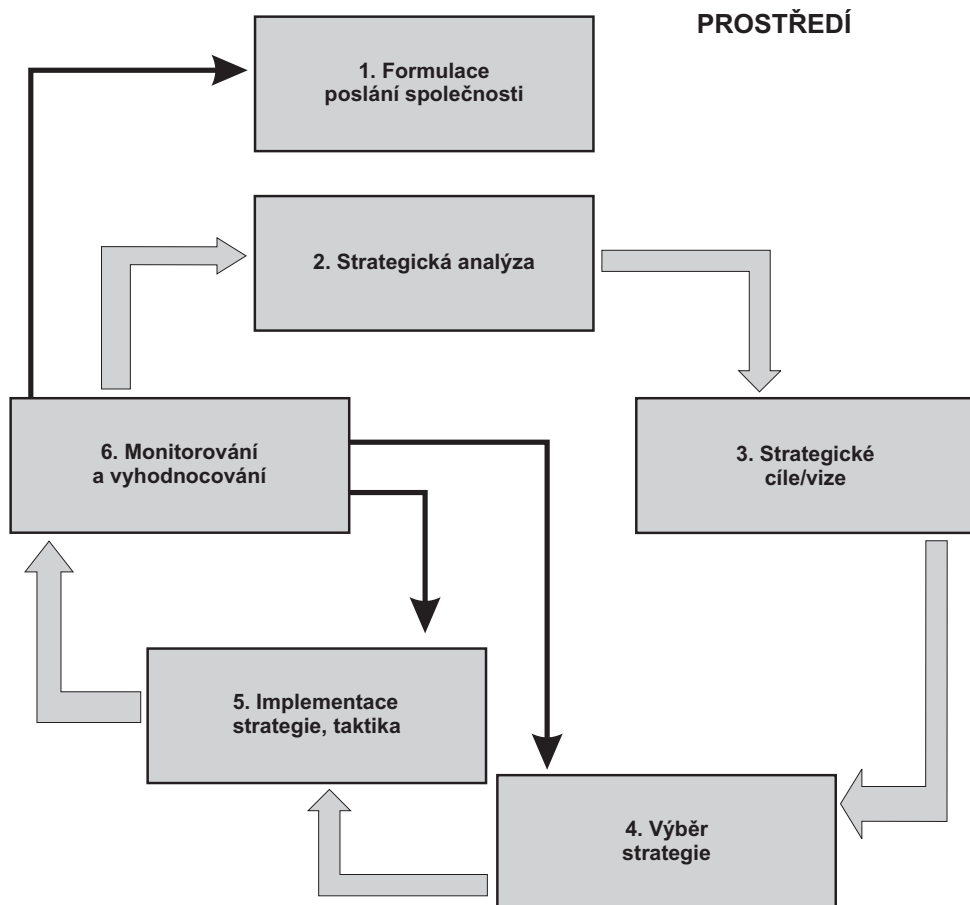 PROSTŘEDÍ
1. Formulace
poslání společnosti
2. Strategická analýza
6. Monitorování
a vyhodnocování
3. Strategické
cíle/vize
5. Implementace
strategie, taktika
4. Výběr
strategie